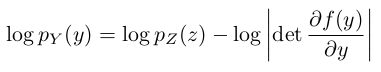 log p_Y(y) = log p_Z(z) − log |det ∂f(y)/∂y|